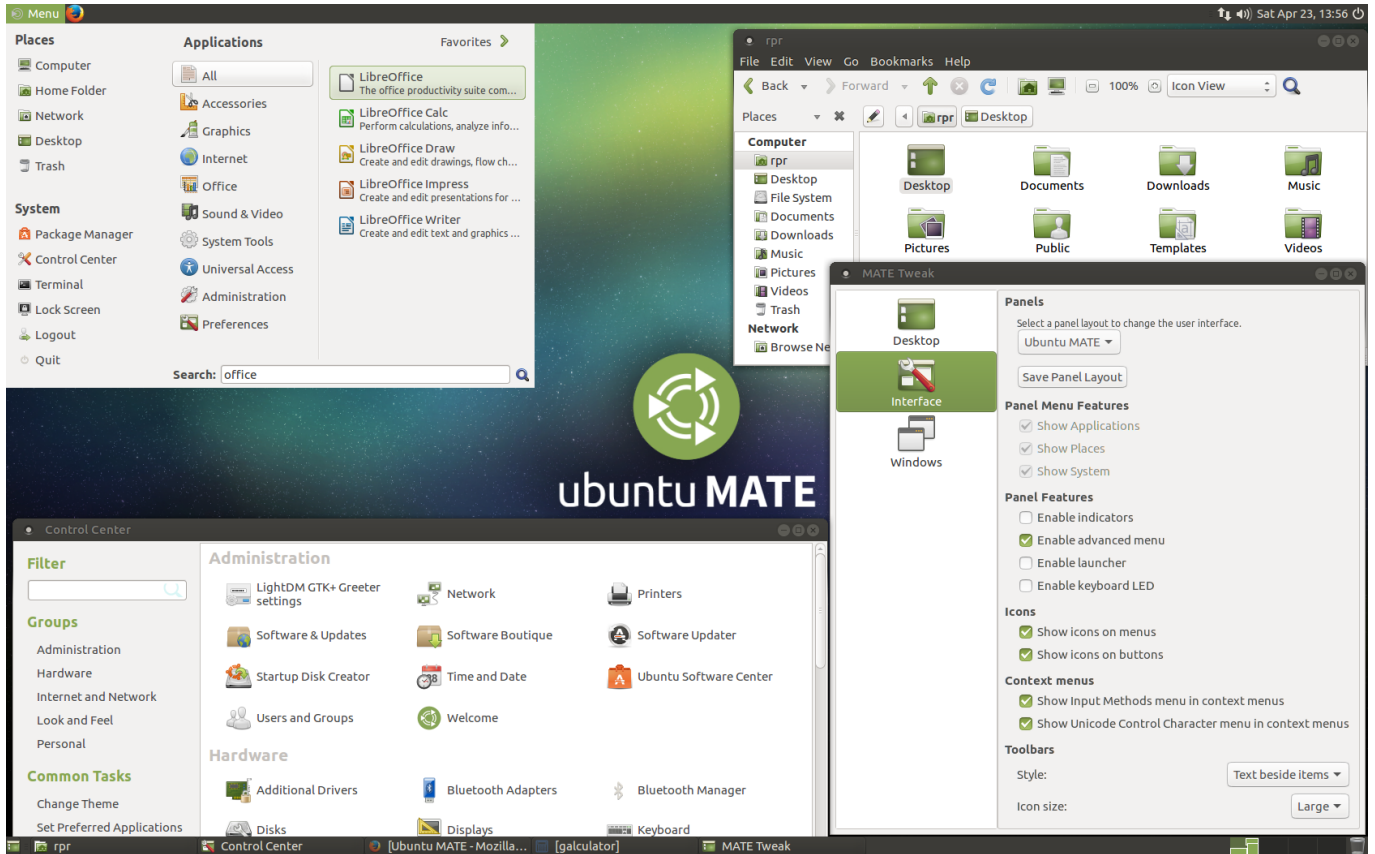 Menu
Sat Apr 23, 13:56
Places
Computer
Home Folder
Network
Desktop
Trash
System
Package Manager
Control Center
Terminal
Lock Screen
Logout
Quit
Applications
Favorites
All
Accessories
Graphics
Internet
Office
Sound & Video
System Tools
Universal Access
Administration
Preferences
LibreOffice
The office productivity suite com...
LibreOffice Calc
Perform calculations, analyze info...
LibreOffice Draw
Create and edit drawings, flow ch...
LibreOffice Impress
Create and edit presentations for ...
LibreOffice Writer
Create and edit text and graphics ...
Search: office
rpr
File Edit View Go Bookmarks Help
Back Forward 100% Icon View
Places rpr Desktop
Computer
rpr
Desktop
File System
Documents
Downloads
Music
Pictures
Videos
Trash
Network
Browse Ne
Desktop Documents Downloads Music
Pictures Public Templates Videos
ubuntu MATE
MATE Tweak
Desktop
Interface
Windows
Panels
Select a panel layout to change the user interface.
Ubuntu MATE
Save Panel Layout
Panel Menu Features
Show Applications
Show Places
Show System
Panel Features
Enable indicators
Enable advanced menu
Enable launcher
Enable keyboard LED
Icons
Show icons on menus
Show icons on buttons
Context menus
Show Input Methods menu in context menus
Show Unicode Control Character menu in context menus
Toolbars
Style: Text beside items
Icon size: Large
Control Center
Filter
Groups
Administration
Hardware
Internet and Network
Look and Feel
Personal
Common Tasks
Change Theme
Set Preferred Applications
Administration
LightDM GTK+ Greeter
settings
Network
Printers
Software & Updates
Software Boutique
Software Updater
Startup Disk Creator
Time and Date
Ubuntu Software Center
Users and Groups
Welcome
Hardware
Additional Drivers
Bluetooth Adapters
Bluetooth Manager
Disks
Displays
Keyboard
rpr
Control Center
[Ubuntu MATE - Mozilla...
[galculator]
MATE Tweak